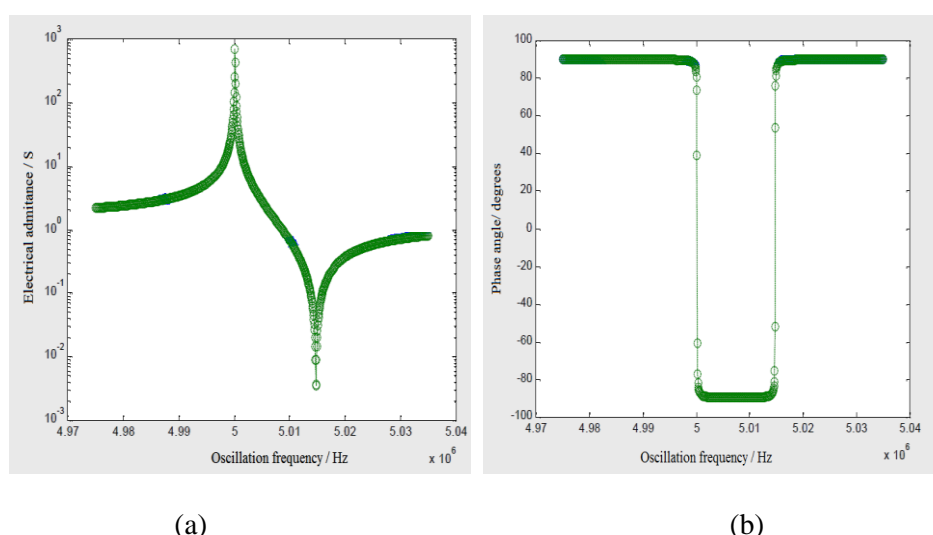 10^3
10^2
10^1
10^0
10^-1
10^-2
10^-3
Electrical admitance / S
4.97 4.98 4.99 5 5.01 5.02 5.03 5.04
Oscillation frequency / Hz x 10^6
(a)
100
80
60
40
20
0
-20
-40
-60
-80
-100
Phase angle/ degrees
4.97 4.98 4.99 5 5.01 5.02 5.03 5.04
Oscillation frequency / Hz x 10^6
(b)